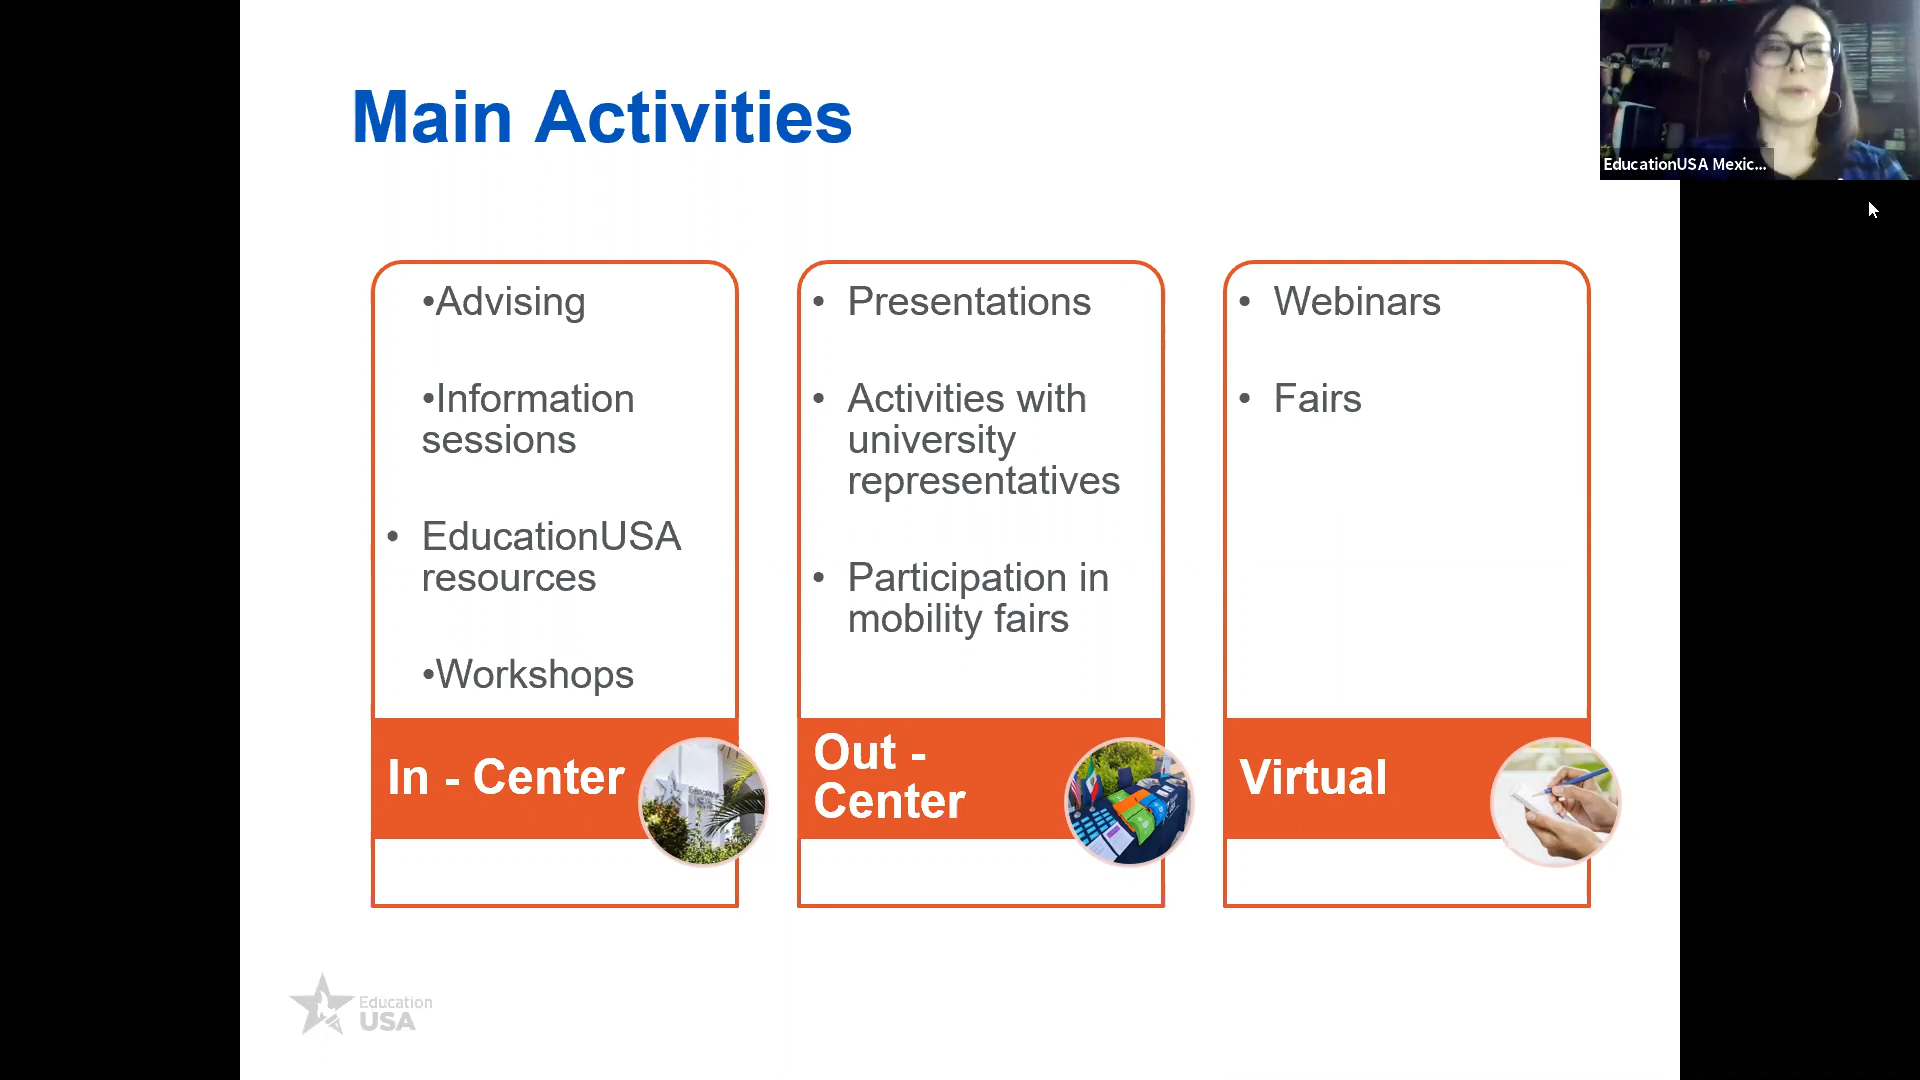 Main Activities
EducationUSA Mexic...
•Advising
•Information
sessions
• EducationUSA
resources
•Workshops
In - Center
• Presentations
• Activities with
university
representatives
• Participation in
mobility fairs
Out -
Center
• Webinars
• Fairs
Virtual
Education
USA